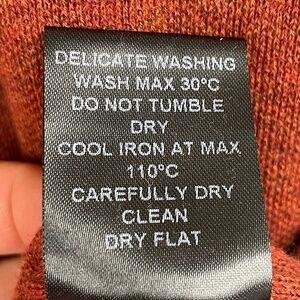 DELICATE WASHING
WASH MAX 30°C
DO NOT TUMBLE
DRY
COOL IRON AT MAX
110°C
CAREFULLY DRY
CLEAN
DRY FLAT